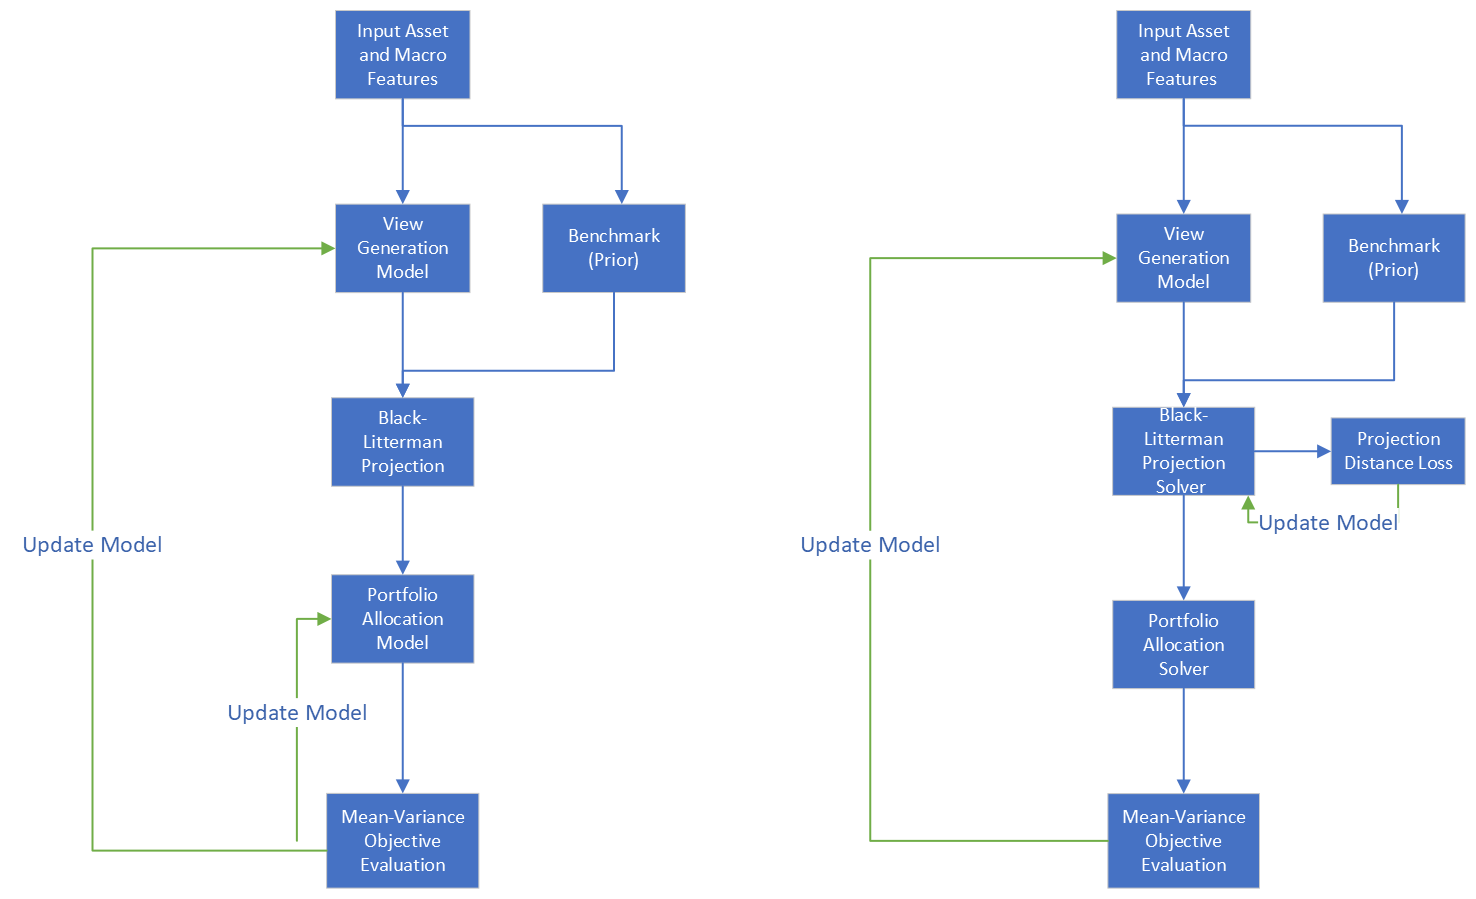 Input Asset
and Macro
Features
View
Generation
Model
Benchmark
(Prior)
Black-
Litterman
Projection
Update Model
Portfolio
Allocation
Model
Update Model
Mean-Variance
Objective
Evaluation
Input Asset
and Macro
Features
View
Generation
Model
Benchmark
(Prior)
Black-
Litterman
Projection
Solver
Projection
Distance Loss
Update Model
Update Model
Portfolio
Allocation
Solver
Mean-Variance
Objective
Evaluation